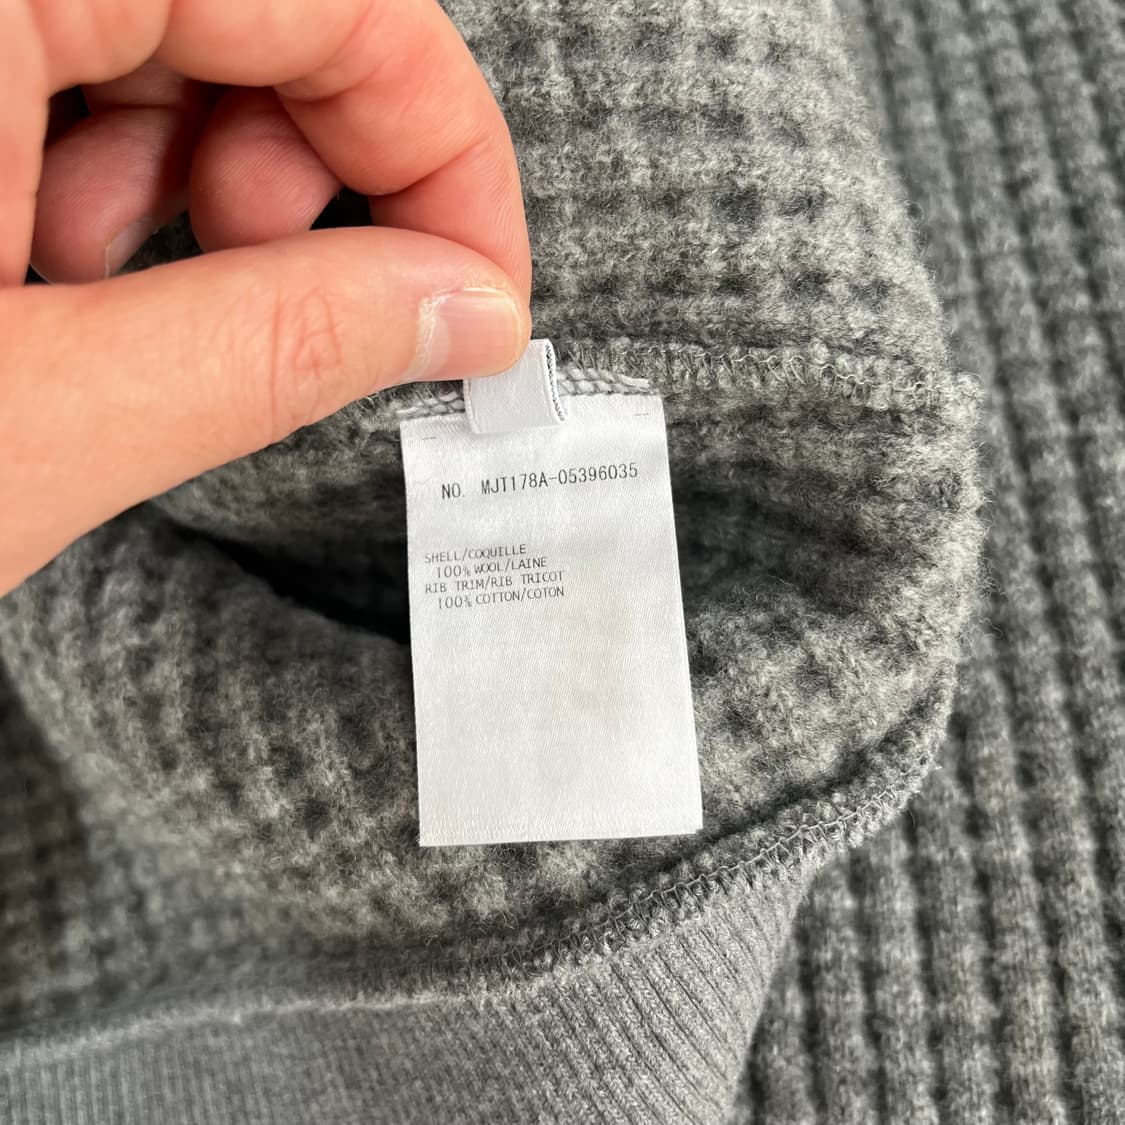 NO. MJT178A-05396035
SHELL/COQUILLE
100% WOOL/LAINE
RIB TRIM/RIB TRICOT
100% COTTON/COTON